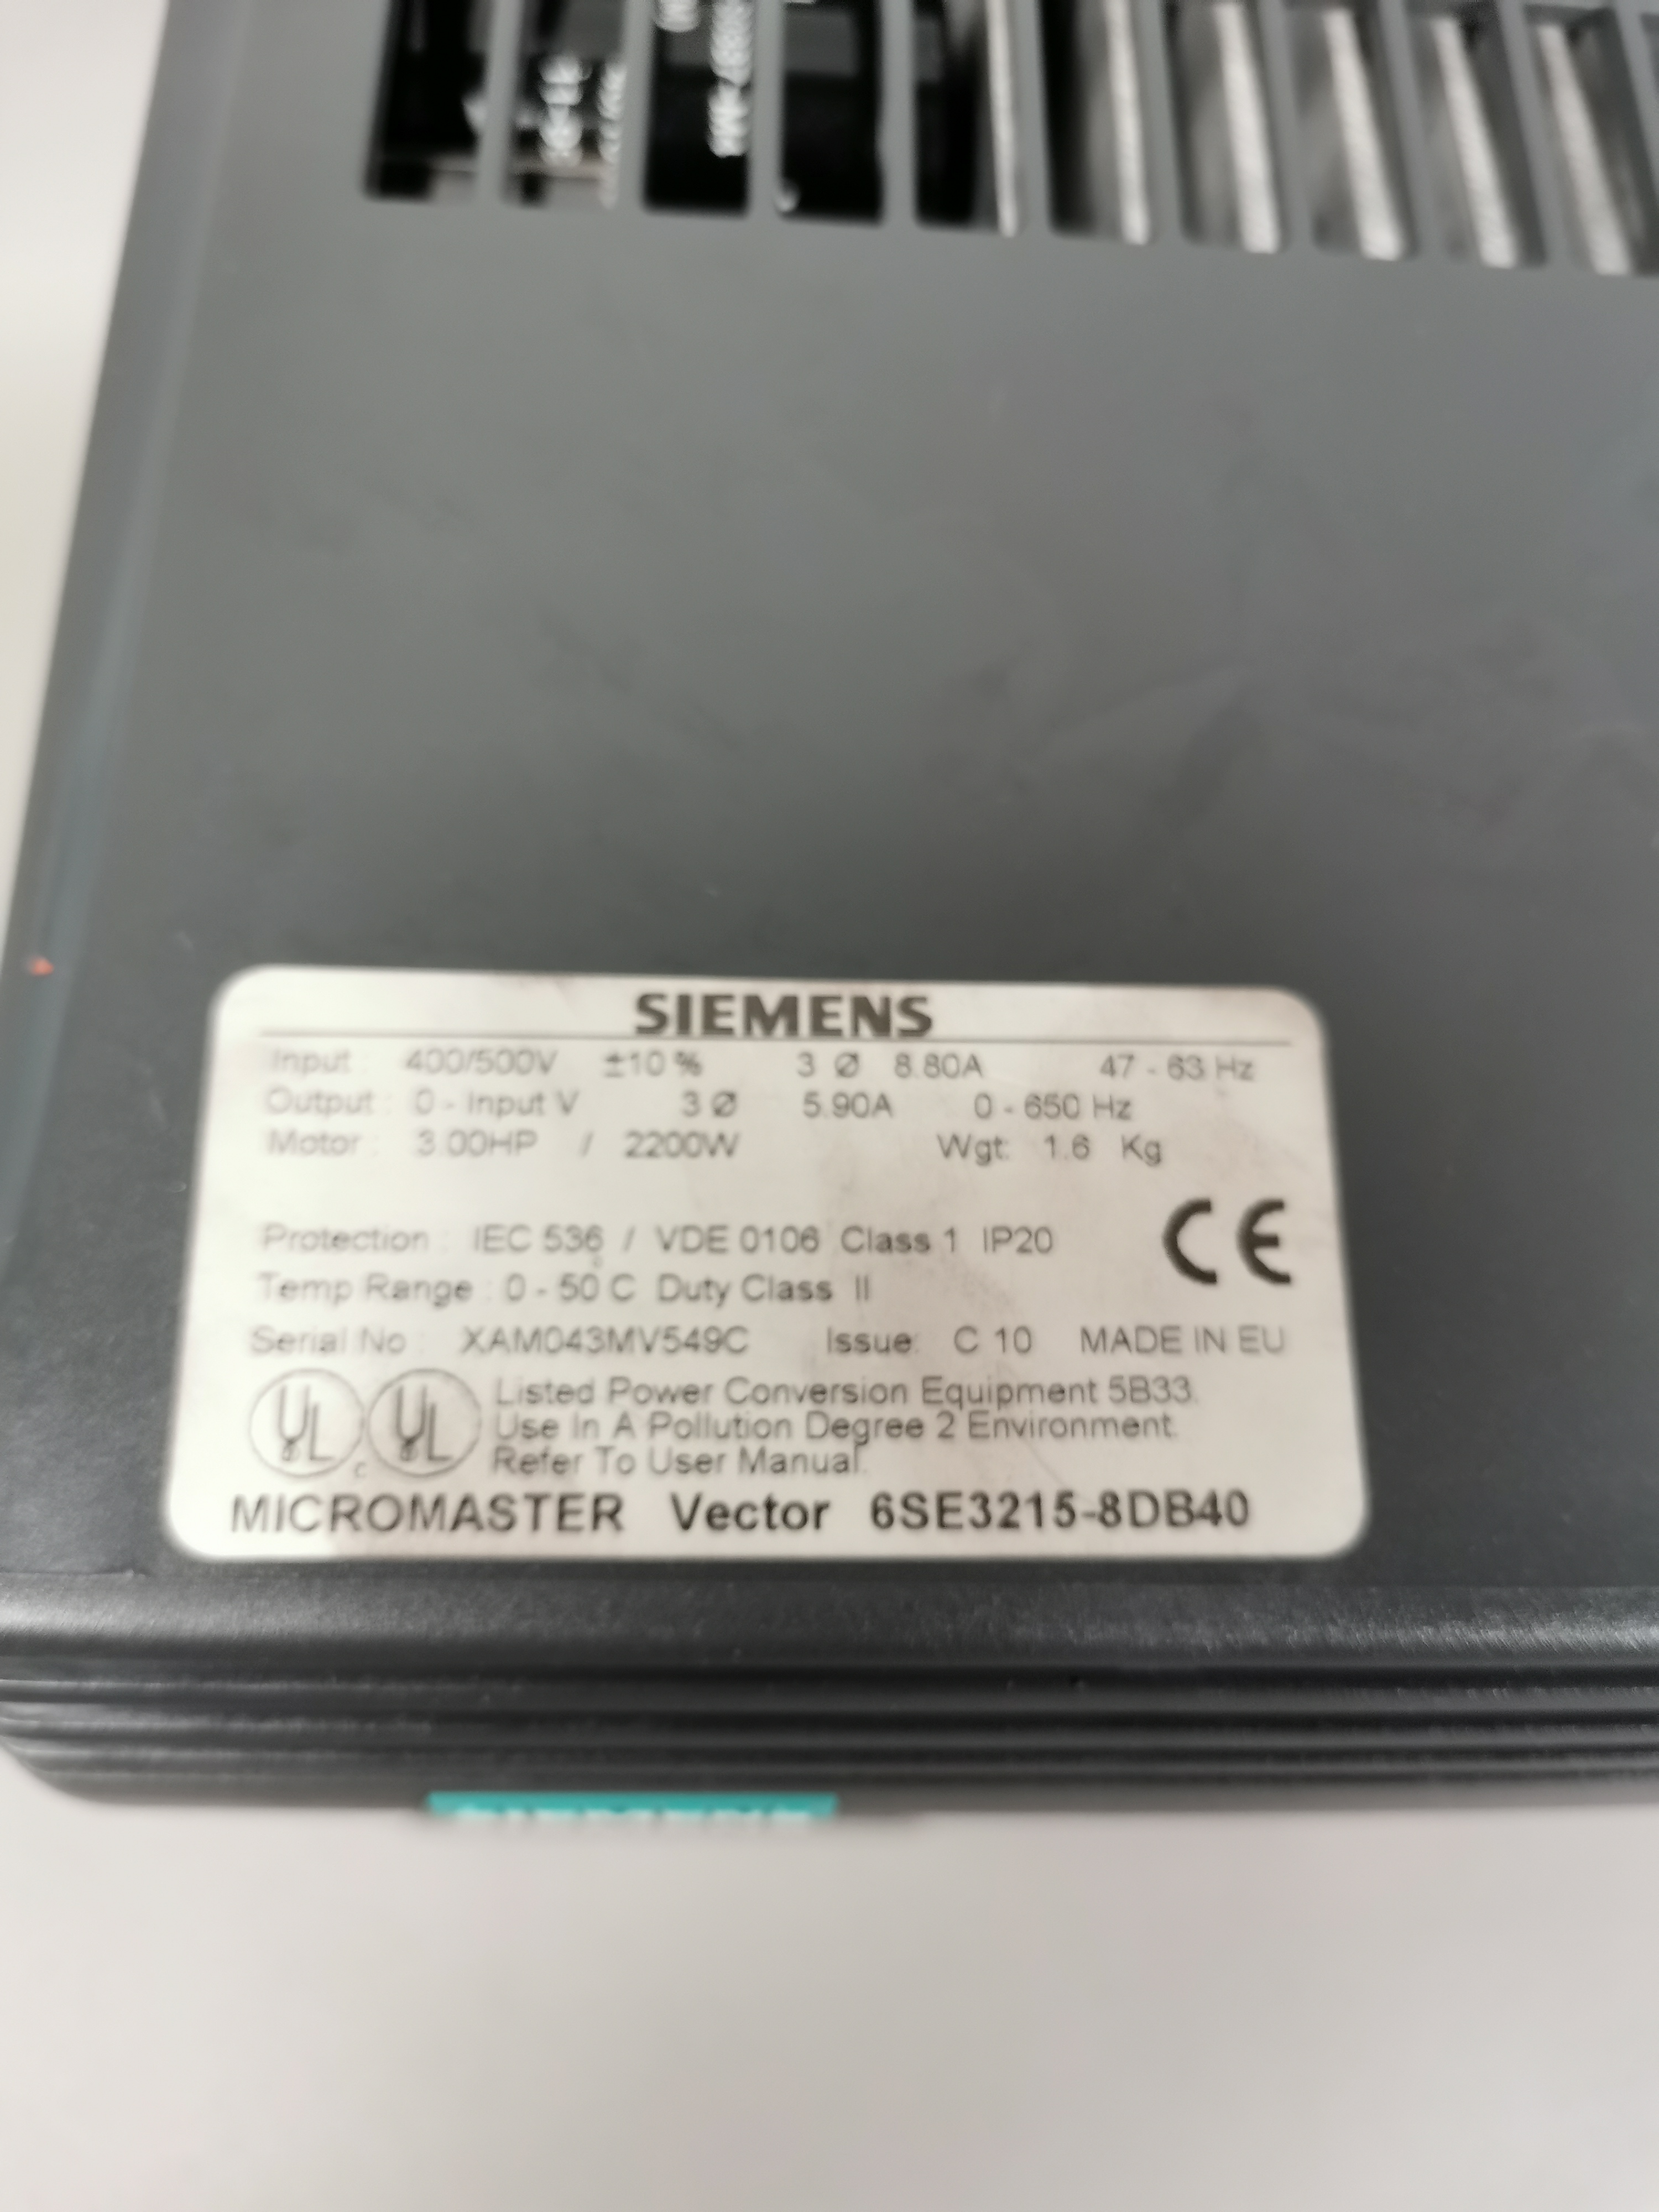 SIEMENS
Input : 400/500V ±10 % 3 Ø 8.80A 47 - 63 Hz
Output : 0 - Input V 3 Ø 5.90A 0 - 650 Hz
Motor : 3.00HP / 2200W Wgt: 1.6 Kg
Protection : IEC 536 / VDE 0106 Class 1 IP20
CE
Temp Range : 0 - 50°C Duty Class II
Serial No : XAM043MV549C Issue: C 10 MADE IN EU
UL c UL Listed Power Conversion Equipment 5B33.
Use In A Pollution Degree 2 Environment.
Refer To User Manual.
MICROMASTER Vector 6SE3215-8DB40